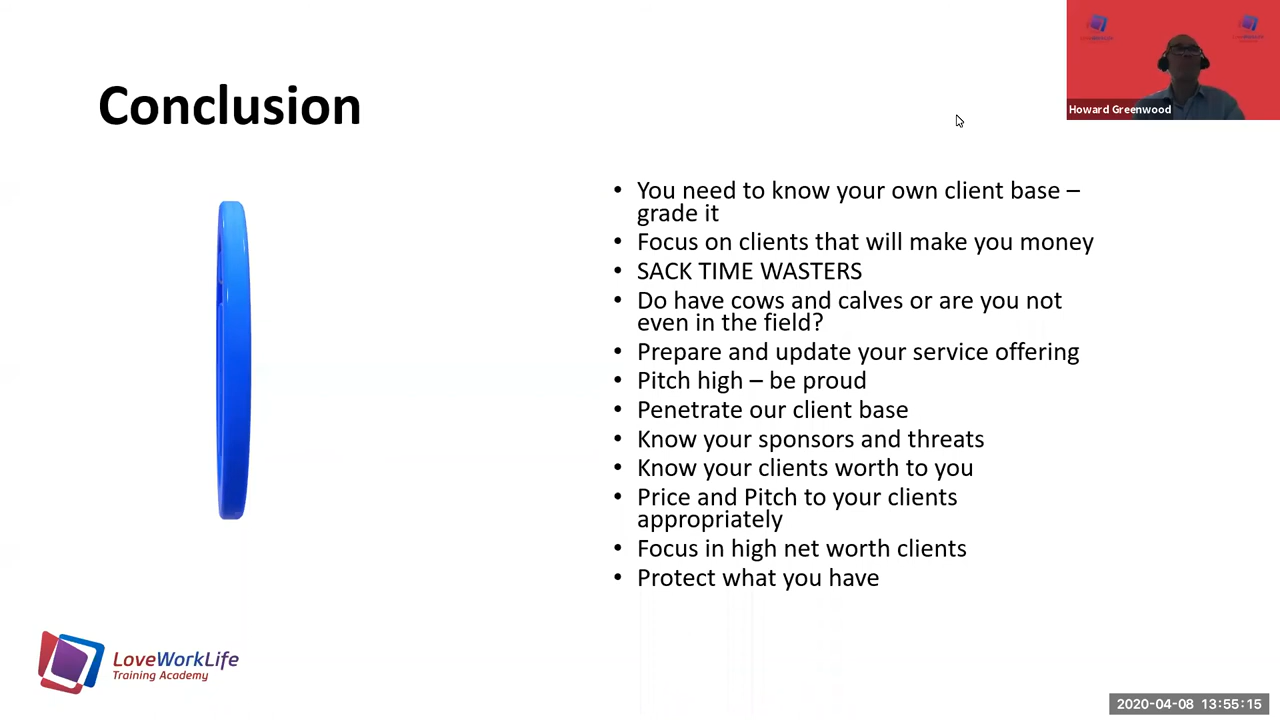 Conclusion
Howard Greenwood
• You need to know your own client base –
grade it
• Focus on clients that will make you money
• SACK TIME WASTERS
• Do have cows and calves or are you not
even in the field?
• Prepare and update your service offering
• Pitch high – be proud
• Penetrate our client base
• Know your sponsors and threats
• Know your clients worth to you
• Price and Pitch to your clients
appropriately
• Focus in high net worth clients
• Protect what you have
LoveWorkLife
Training Academy
2020-04-08 13:55:15